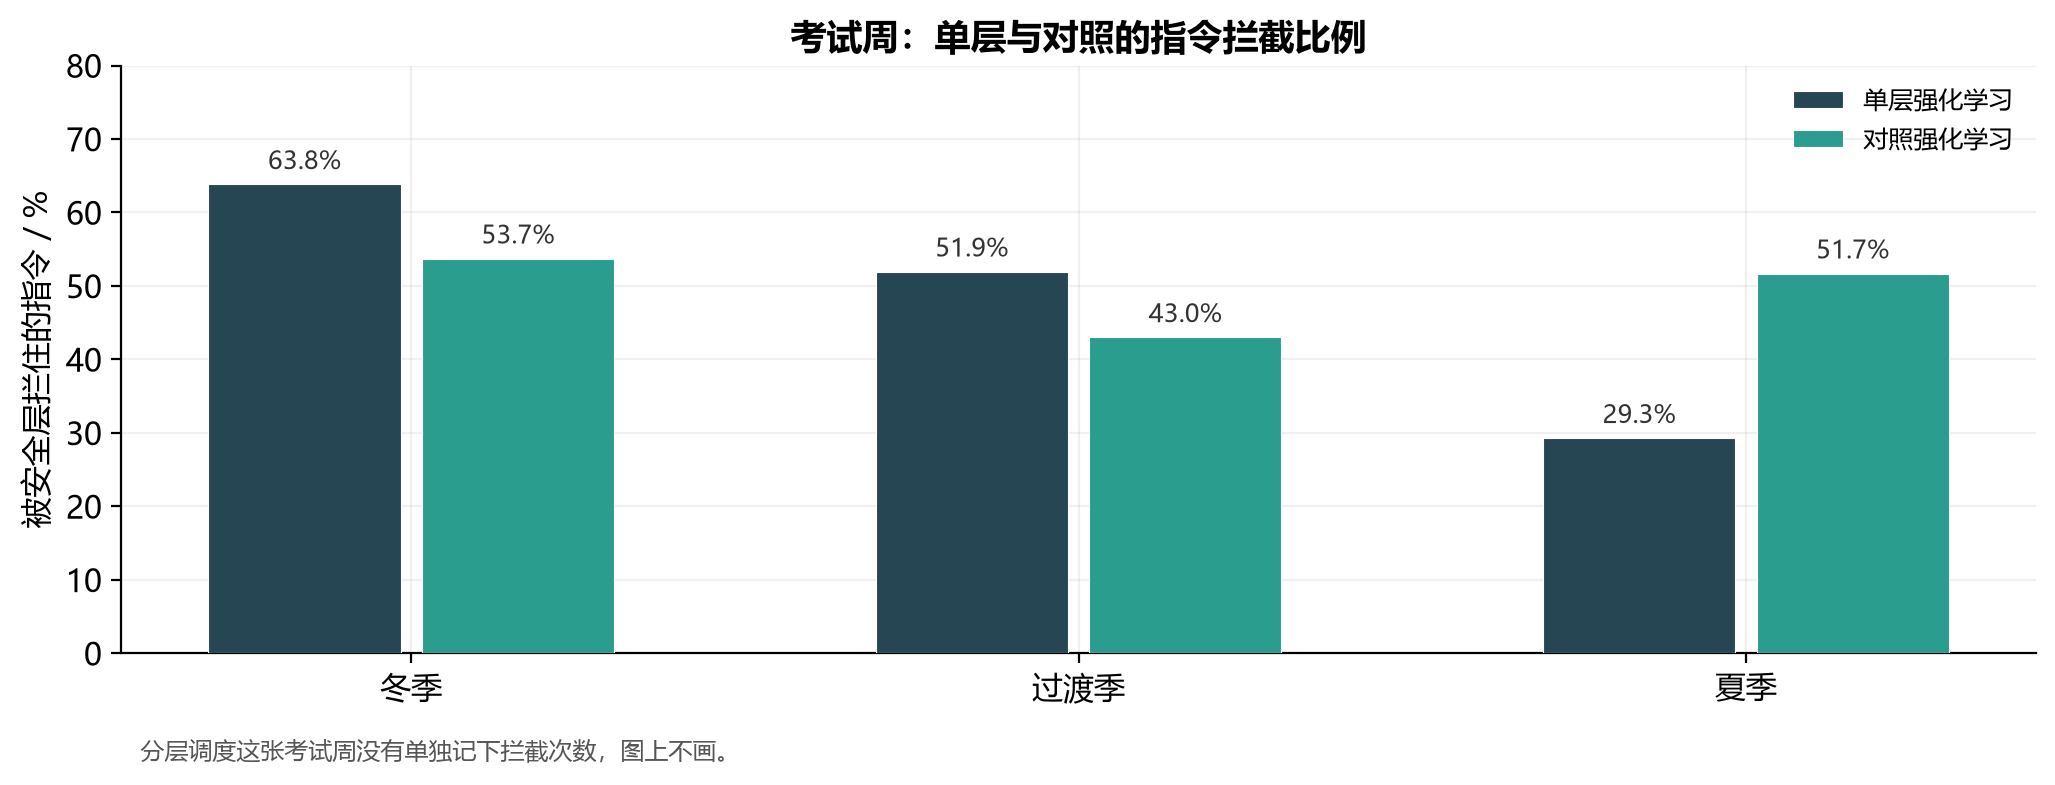 考试周：单层与对照的指令拦截比例
被安全层拦住的指令 / %
80
70
60
50
40
30
20
10
0
单层强化学习
对照强化学习
63.8%
53.7%
51.9%
43.0%
29.3%
51.7%
冬季
过渡季
夏季
分层调度这张考试周没有单独记下拦截次数，图上不画。